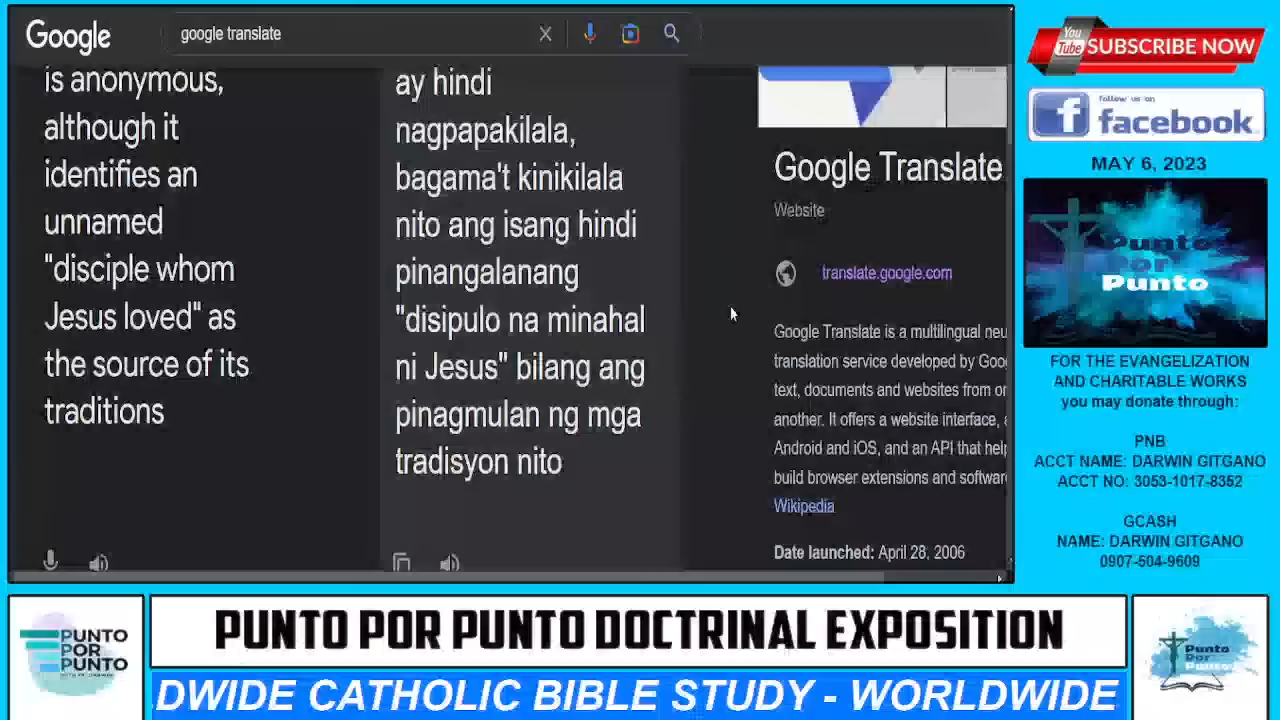 Google
google translate
is anonymous,
although it
identifies an
unnamed
"disciple whom
Jesus loved" as
the source of its
traditions
ay hindi
nagpapakilala,
bagama't kinikilala
nito ang isang hindi
pinangalanang
"disipulo na minahal
ni Jesus" bilang ang
pinagmulan ng mga
tradisyon nito
Google Translate
Website
translate.google.com
Google Translate is a multilingual neu
translation service developed by Goo
text, documents and websites from or
another. It offers a website interface, a
Android and iOS, and an API that help
build browser extensions and softwar
Wikipedia
Date launched: April 28, 2006
You
Tube
SUBSCRIBE NOW
follow us on
facebook
MAY 6, 2023
Punto
Por
Punto
FOR THE EVANGELIZATION
AND CHARITABLE WORKS
you may donate through:
PNB
ACCT NAME: DARWIN GITGANO
ACCT NO: 3053-1017-8352
GCASH
NAME: DARWIN GITGANO
0907-504-9609
PUNTO
POR
PUNTO
PUNTO POR PUNTO DOCTRINAL EXPOSITION
DWIDE CATHOLIC BIBLE STUDY - WORLDWIDE
Punto
Por
Punto